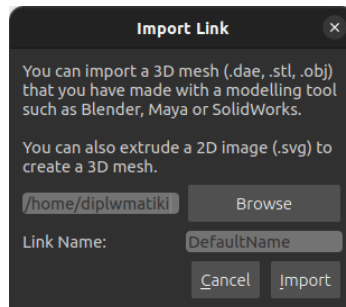 Import Link
You can import a 3D mesh (.dae, .stl, .obj)
that you have made with a modelling tool
such as Blender, Maya or SolidWorks.
You can also extrude a 2D image (.svg) to
create a 3D mesh.
/home/diplwmatiki Browse
Link Name: DefaultName
Cancel Import